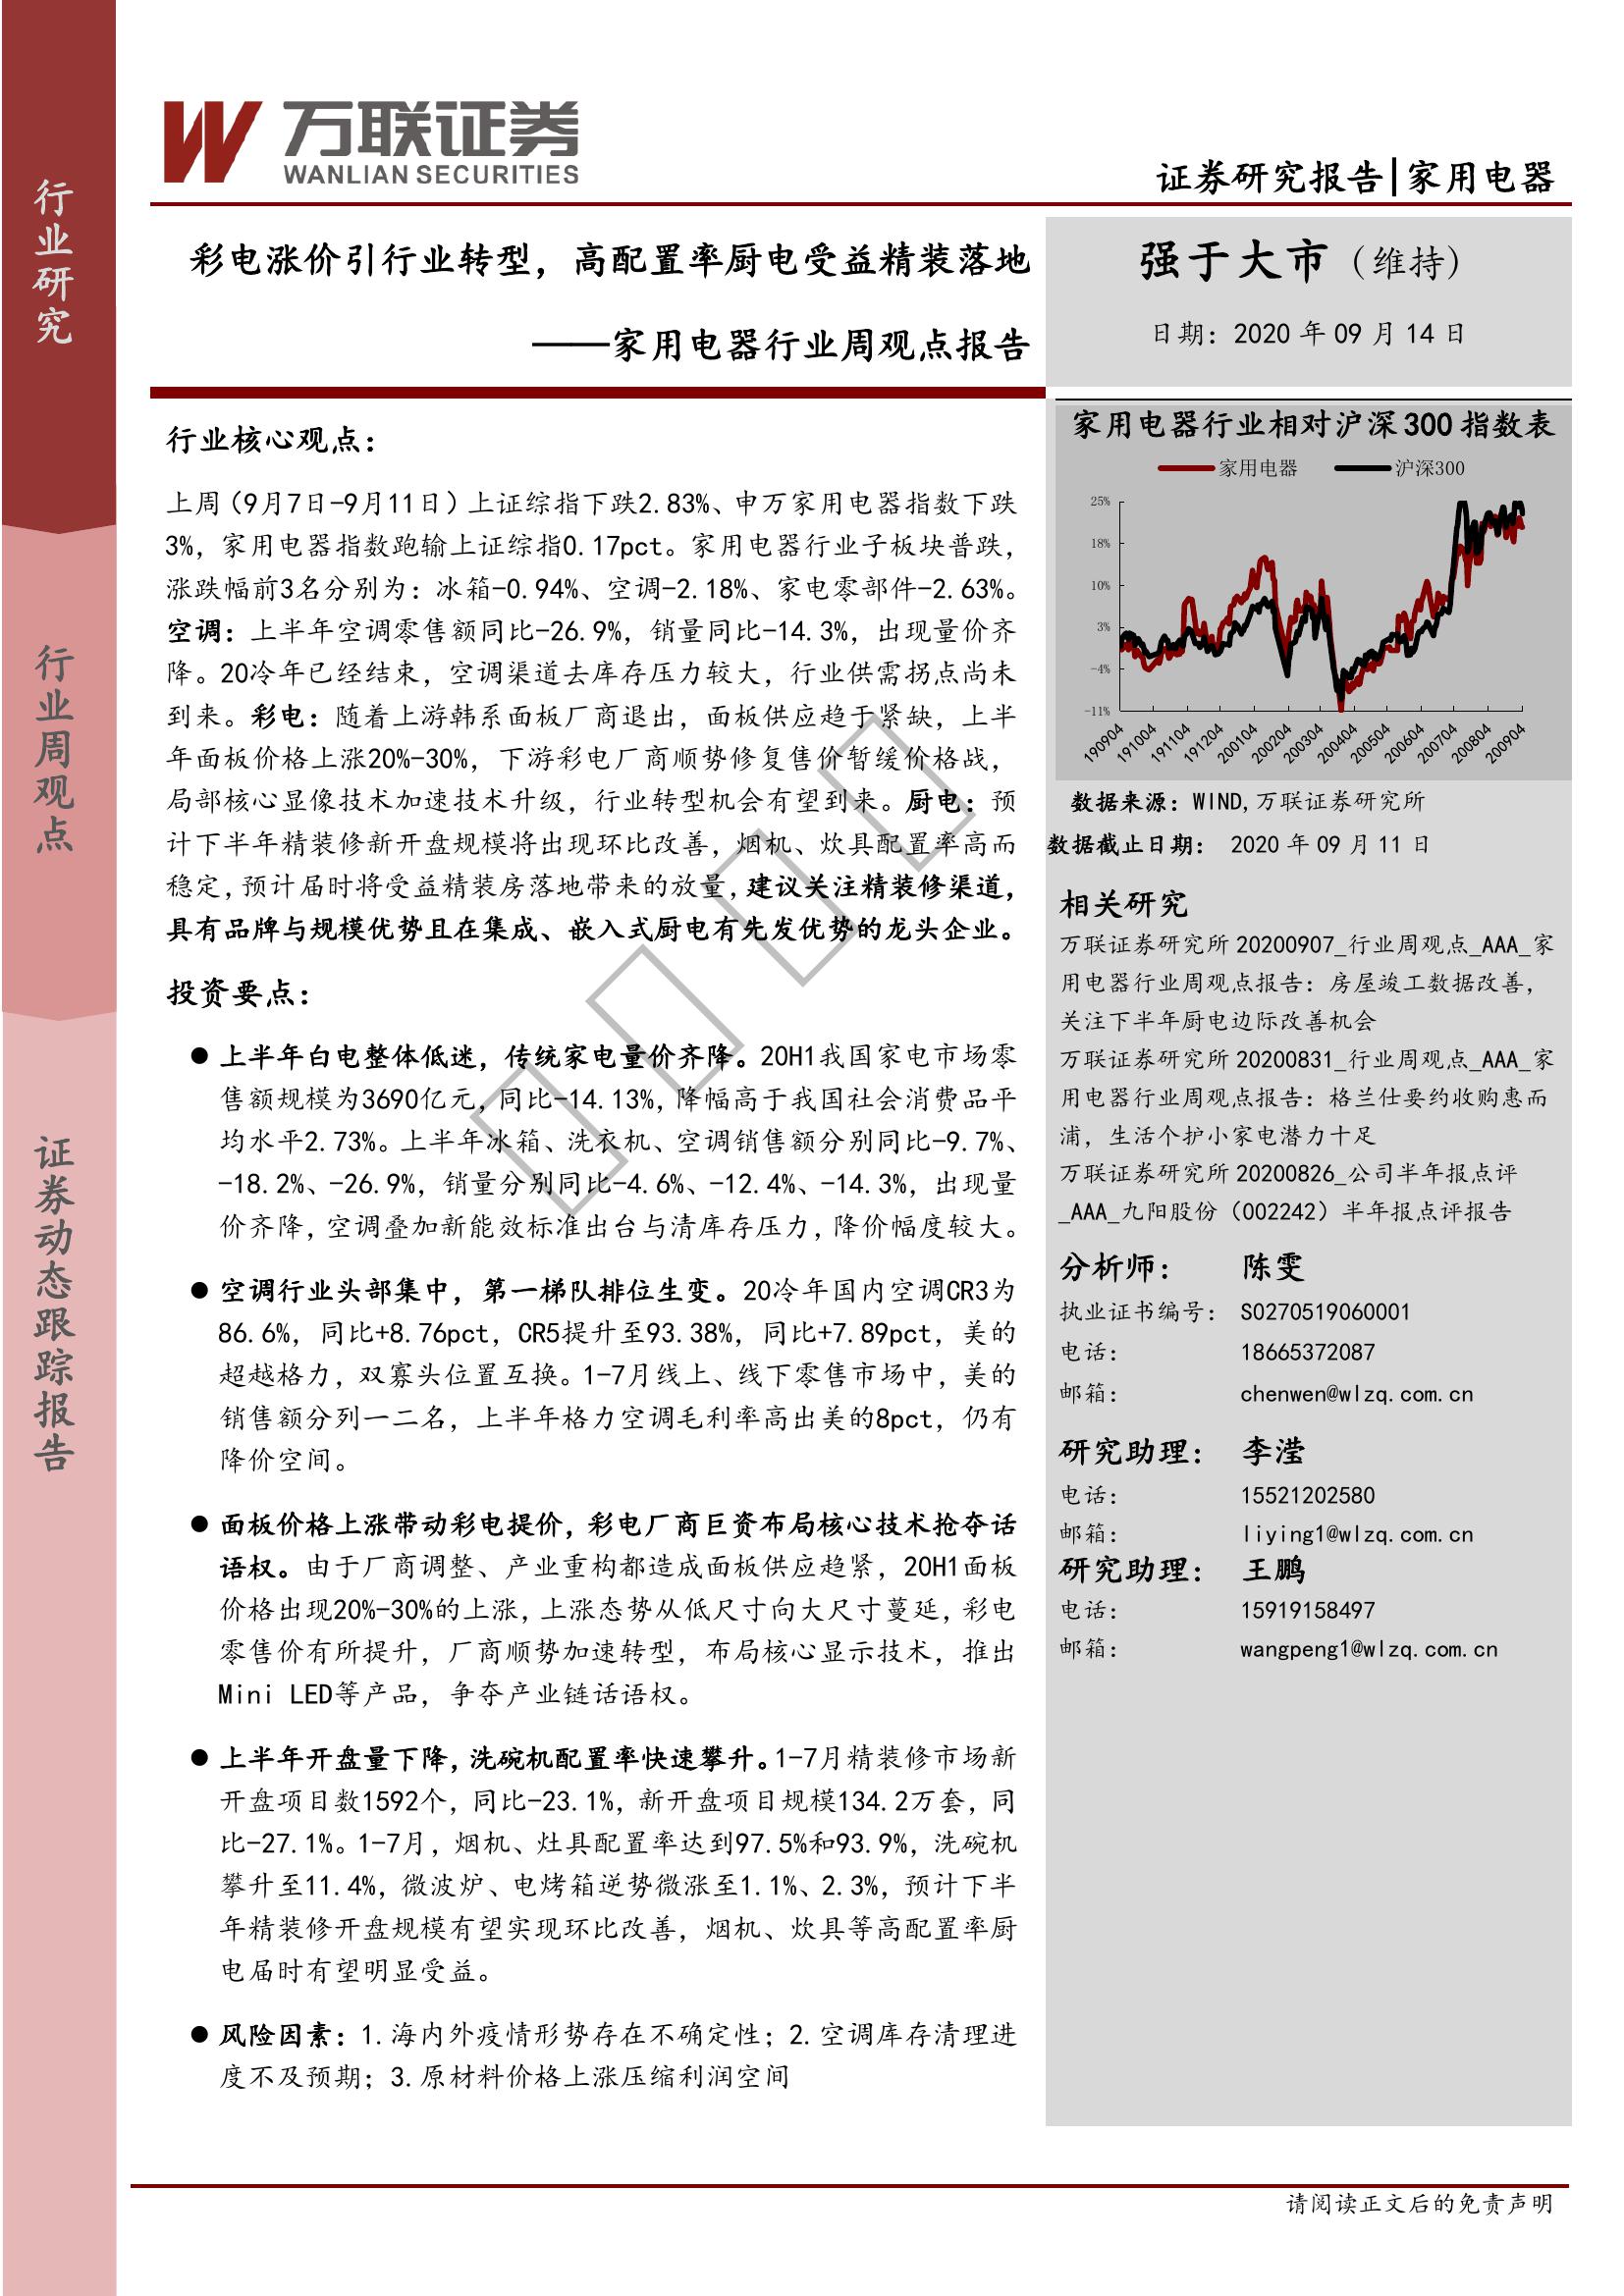 行业研究
行业周观点
证券动态跟踪报告
万联证券
WANLIAN SECURITIES
证券研究报告|家用电器
彩电涨价引行业转型，高配置率厨电受益精装落地
——家用电器行业周观点报告
强于大市（维持）
日期：2020 年 09 月 14 日
行业核心观点：
上周（9月7日-9月11日）上证综指下跌2.83%、申万家用电器指数下跌
3%，家用电器指数跑输上证综指0.17pct。家用电器行业子板块普跌，
涨跌幅前3名分别为：冰箱-0.94%、空调-2.18%、家电零部件-2.63%。
空调：上半年空调零售额同比-26.9%，销量同比-14.3%，出现量价齐
降。20冷年已经结束，空调渠道去库存压力较大，行业供需拐点尚未
到来。彩电：随着上游韩系面板厂商退出，面板供应趋于紧缺，上半
年面板价格上涨20%-30%，下游彩电厂商顺势修复售价暂缓价格战，
局部核心显像技术加速技术升级，行业转型机会有望到来。厨电：预
计下半年精装修新开盘规模将出现环比改善，烟机、炊具配置率高而
稳定，预计届时将受益精装房落地带来的放量，建议关注精装修渠道，
具有品牌与规模优势且在集成、嵌入式厨电有先发优势的龙头企业。
投资要点：
● 上半年白电整体低迷，传统家电量价齐降。20H1我国家电市场零
售额规模为3690亿元，同比-14.13%，降幅高于我国社会消费品平
均水平2.73%。上半年冰箱、洗衣机、空调销售额分别同比-9.7%、
-18.2%、-26.9%，销量分别同比-4.6%、-12.4%、-14.3%，出现量
价齐降，空调叠加新能效标准出台与清库存压力，降价幅度较大。
● 空调行业头部集中，第一梯队排位生变。20冷年国内空调CR3为
86.6%，同比+8.76pct，CR5提升至93.38%，同比+7.89pct，美的
超越格力，双寡头位置互换。1-7月线上、线下零售市场中，美的
销售额分列一二名，上半年格力空调毛利率高出美的8pct，仍有
降价空间。
● 面板价格上涨带动彩电提价，彩电厂商巨资布局核心技术抢夺话
语权。由于厂商调整、产业重构都造成面板供应趋紧，20H1面板
价格出现20%-30%的上涨，上涨态势从低尺寸向大尺寸蔓延，彩电
零售价有所提升，厂商顺势加速转型，布局核心显示技术，推出
Mini LED等产品，争夺产业链话语权。
● 上半年开盘量下降，洗碗机配置率快速攀升。1-7月精装修市场新
开盘项目数1592个，同比-23.1%，新开盘项目规模134.2万套，同
比-27.1%。1-7月，烟机、灶具配置率达到97.5%和93.9%，洗碗机
攀升至11.4%，微波炉、电烤箱逆势微涨至1.1%、2.3%，预计下半
年精装修开盘规模有望实现环比改善，烟机、炊具等高配置率厨
电届时有望明显受益。
● 风险因素：1.海内外疫情形势存在不确定性；2.空调库存清理进
度不及预期；3.原材料价格上涨压缩利润空间
家用电器行业相对沪深 300 指数表
家用电器 沪深300
25%
18%
10%
3%
-4%
-11%
190904 191004 191104 191204 200104 200204 200304 200404 200504 200604 200704 200804 200904
数据来源：WIND,万联证券研究所
数据截止日期： 2020 年 09 月 11 日
相关研究
万联证券研究所 20200907_行业周观点_AAA_家
用电器行业周观点报告：房屋竣工数据改善，
关注下半年厨电边际改善机会
万联证券研究所 20200831_行业周观点_AAA_家
用电器行业周观点报告：格兰仕要约收购惠而
浦，生活个护小家电潜力十足
万联证券研究所 20200826_公司半年报点评
_AAA_九阳股份（002242）半年报点评报告
分析师： 陈雯
执业证书编号： S0270519060001
电话： 18665372087
邮箱： chenwen@wlzq.com.cn
研究助理： 李滢
电话： 15521202580
邮箱： liying1@wlzq.com.cn
研究助理： 王鹏
电话： 15919158497
邮箱： wangpeng1@wlzq.com.cn
请阅读正文后的免责声明